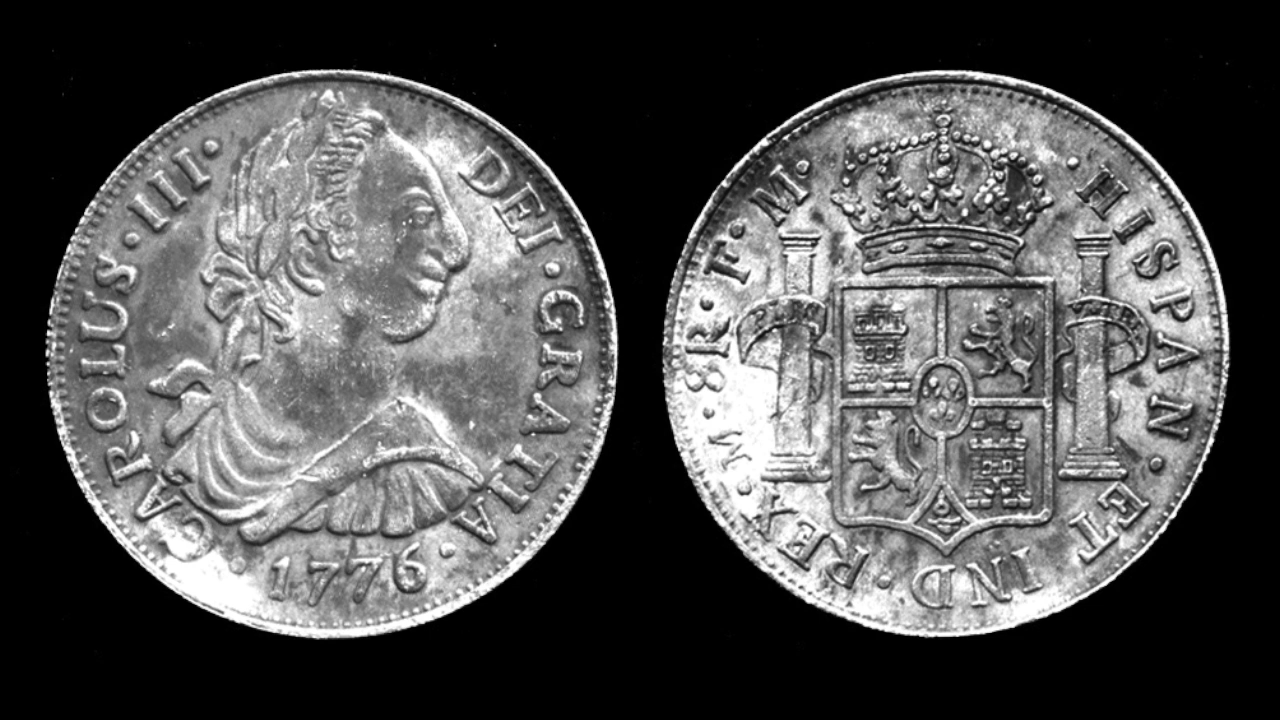 CAROLUS · III · DEI · GRATIA ·
1776 ·
· HISPAN · ET IND · REX · M · 8R · F · M ·